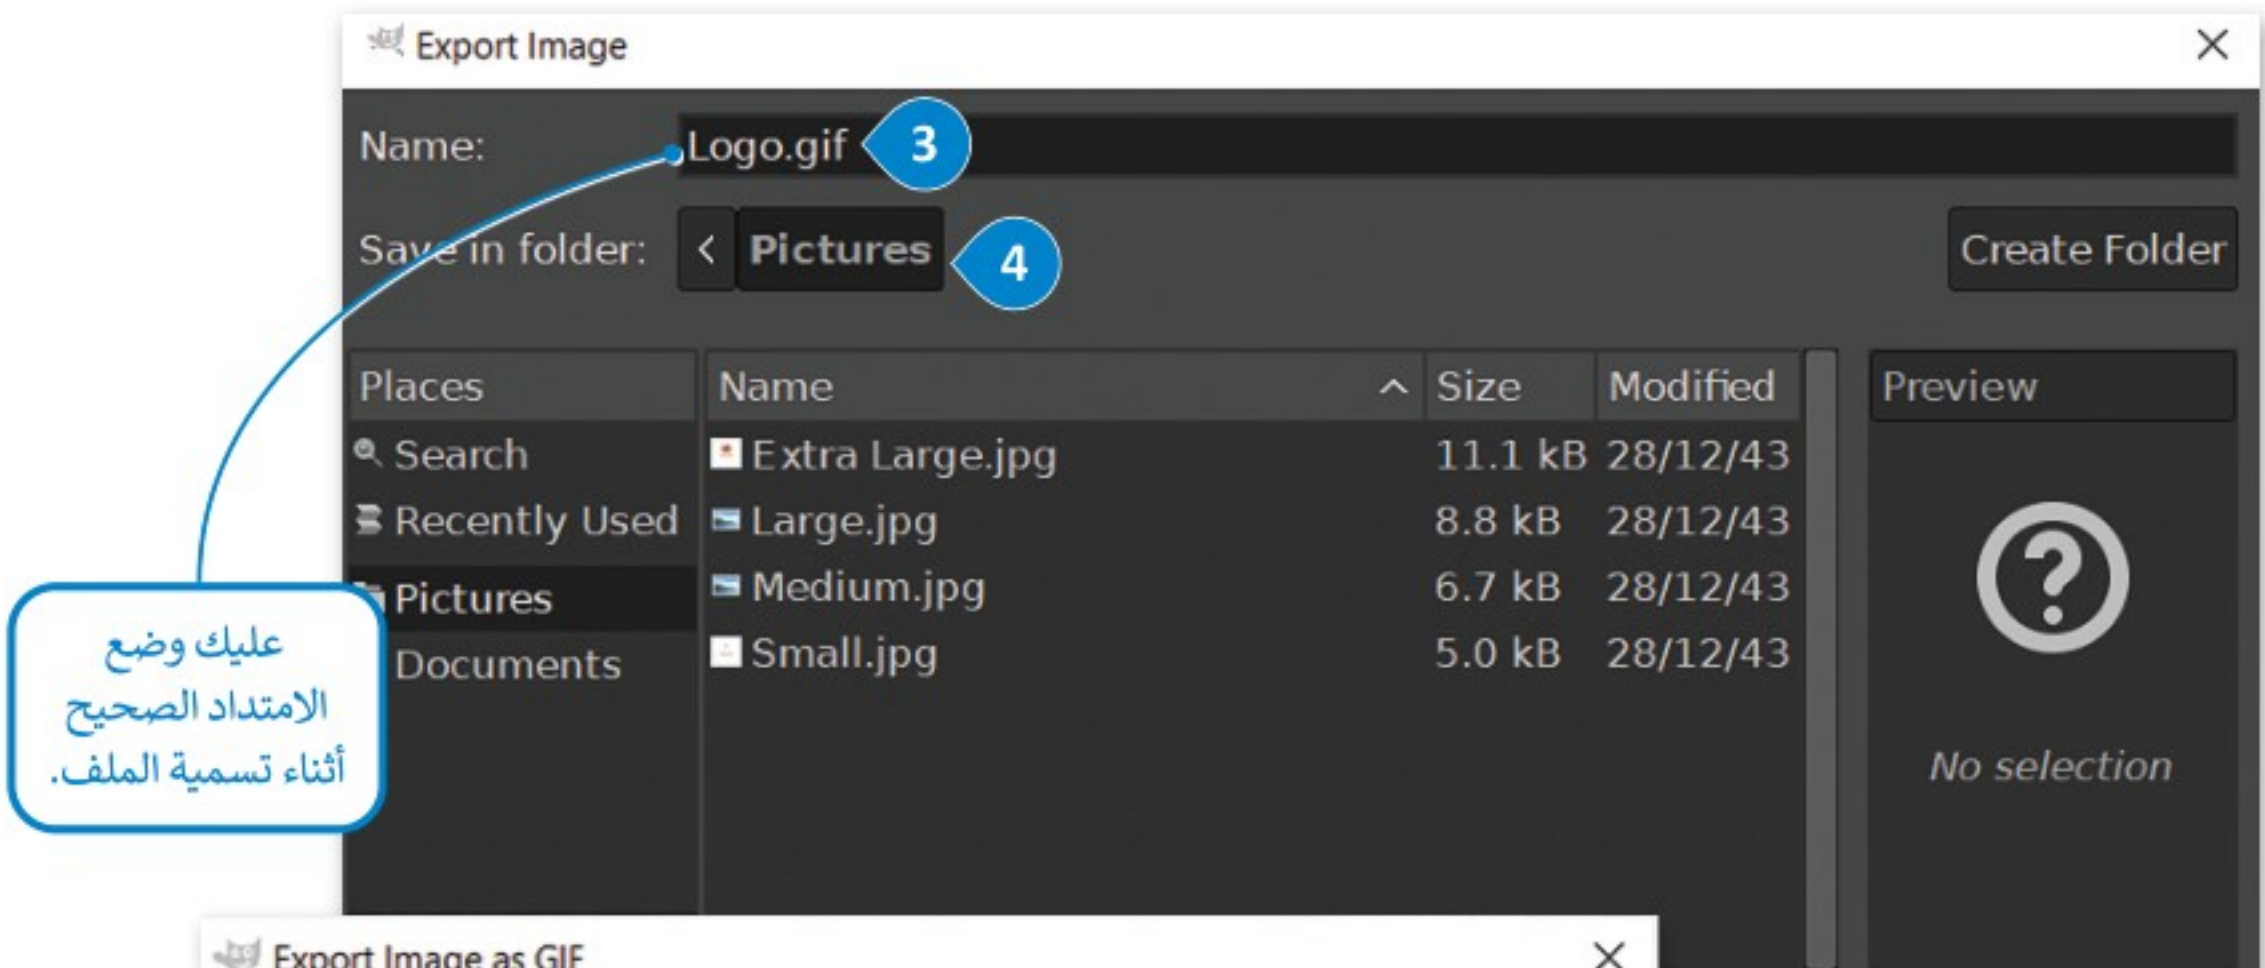 Export Image
Name: Logo.gif 3
Save in folder: < Pictures 4 Create Folder
Places Name Size Modified Preview
Search Extra Large.jpg 11.1 kB 28/12/43
Recently Used Large.jpg 8.8 kB 28/12/43
Pictures Medium.jpg 6.7 kB 28/12/43
Documents Small.jpg 5.0 kB 28/12/43
?
No selection
عليك وضع
الامتداد الصحيح
أثناء تسمية الملف.
Export Image as GIF